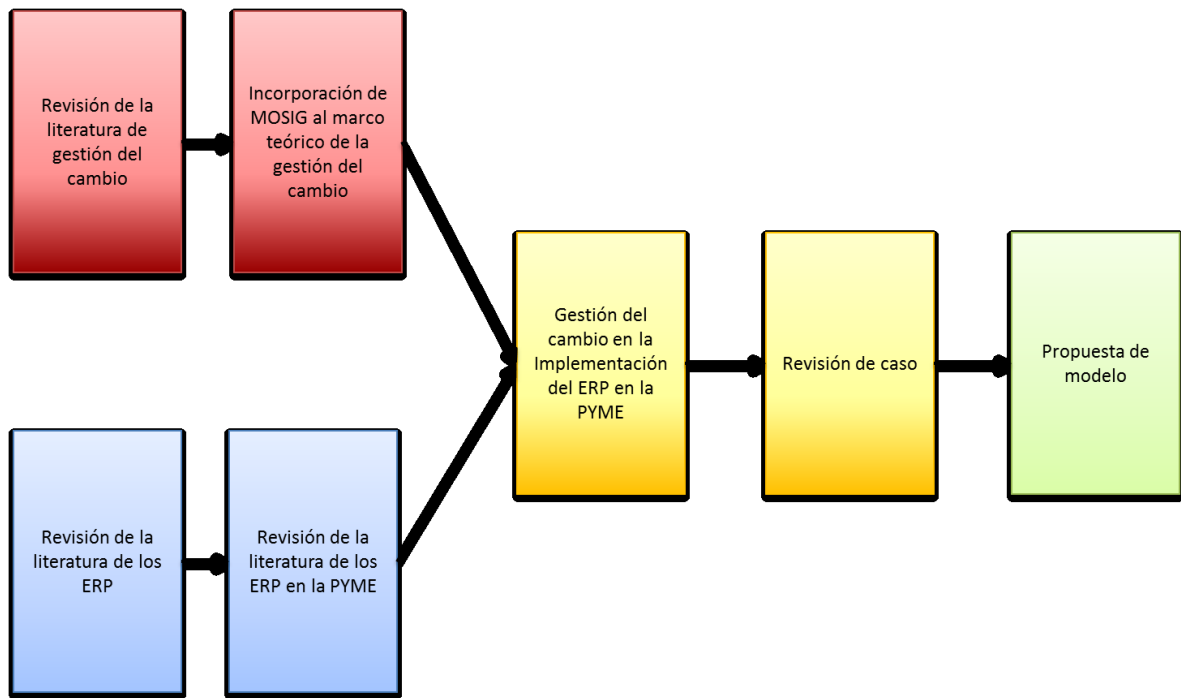 Revisión de la
literatura de
gestión del
cambio
Incorporación de
MOSIG al marco
teórico de la
gestión del
cambio
Revisión de la
literatura de los
ERP
Revisión de la
literatura de los
ERP en la PYME
Gestión del
cambio en la
Implementación
del ERP en la
PYME
Revisión de caso
Propuesta de
modelo